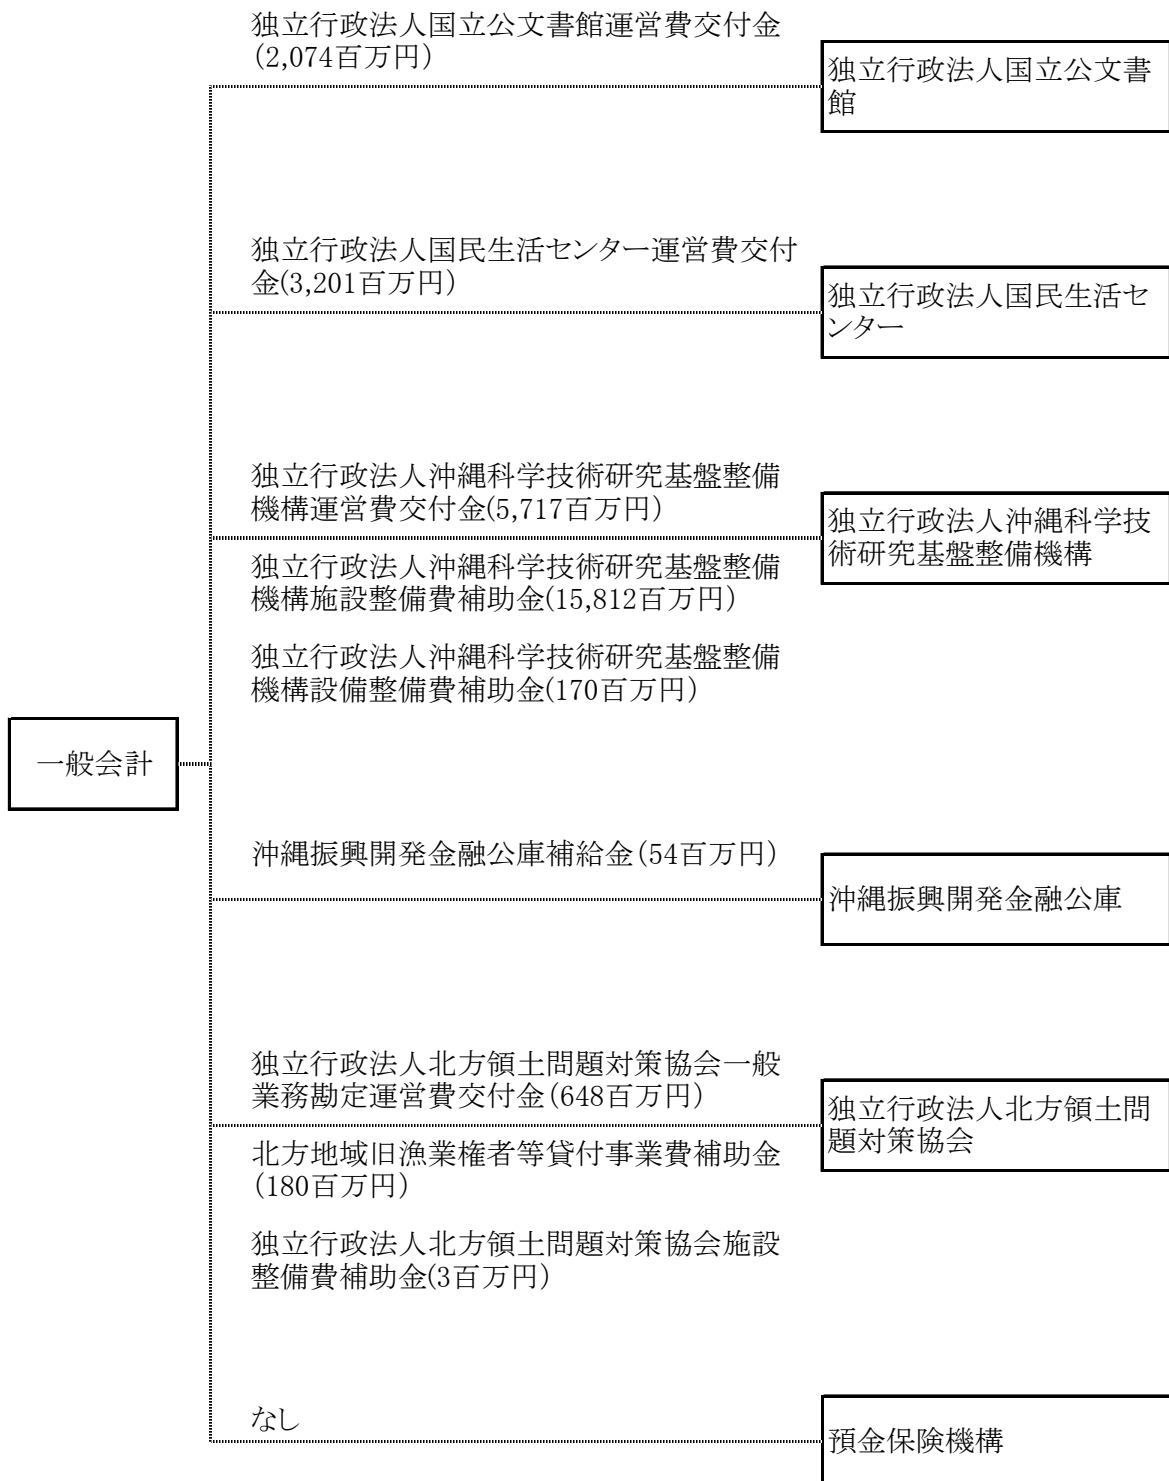 独立行政法人国立公文書館運営費交付金
(2,074百万円)
独立行政法人国立公文書
館
独立行政法人国民生活センター運営費交付
金(3,201百万円)
独立行政法人国民生活セ
ンター
独立行政法人沖縄科学技術研究基盤整備
機構運営費交付金(5,717百万円)
独立行政法人沖縄科学技
術研究基盤整備機構
独立行政法人沖縄科学技術研究基盤整備
機構施設整備費補助金(15,812百万円)
独立行政法人沖縄科学技術研究基盤整備
機構設備整備費補助金(170百万円)
一般会計
沖縄振興開発金融公庫補給金(54百万円)
沖縄振興開発金融公庫
独立行政法人北方領土問題対策協会一般
業務勘定運営費交付金(648百万円)
独立行政法人北方領土問
題対策協会
北方地域旧漁業権者等貸付事業費補助金
(180百万円)
独立行政法人北方領土問題対策協会施設
整備費補助金(3百万円)
なし
預金保険機構